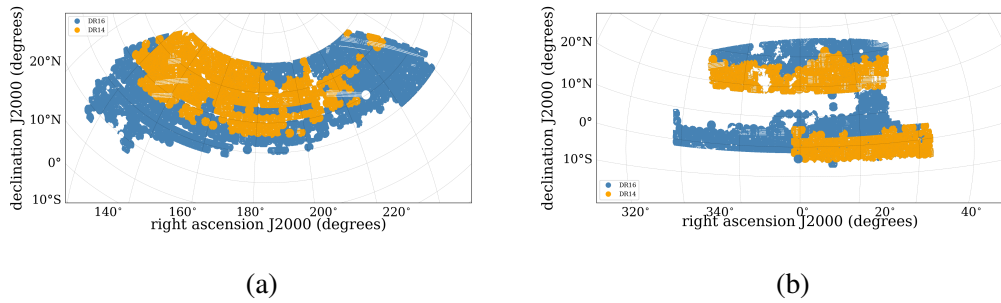 DR16
DR14
declination J2000 (degrees)
20°N
10°N
0°
10°S
140°
160°
180°
200°
220°
right ascension J2000 (degrees)
(a)
declination J2000 (degrees)
20°N
10°N
0°
10°S
DR16
DR14
320°
340°
0°
20°
40°
right ascension J2000 (degrees)
(b)